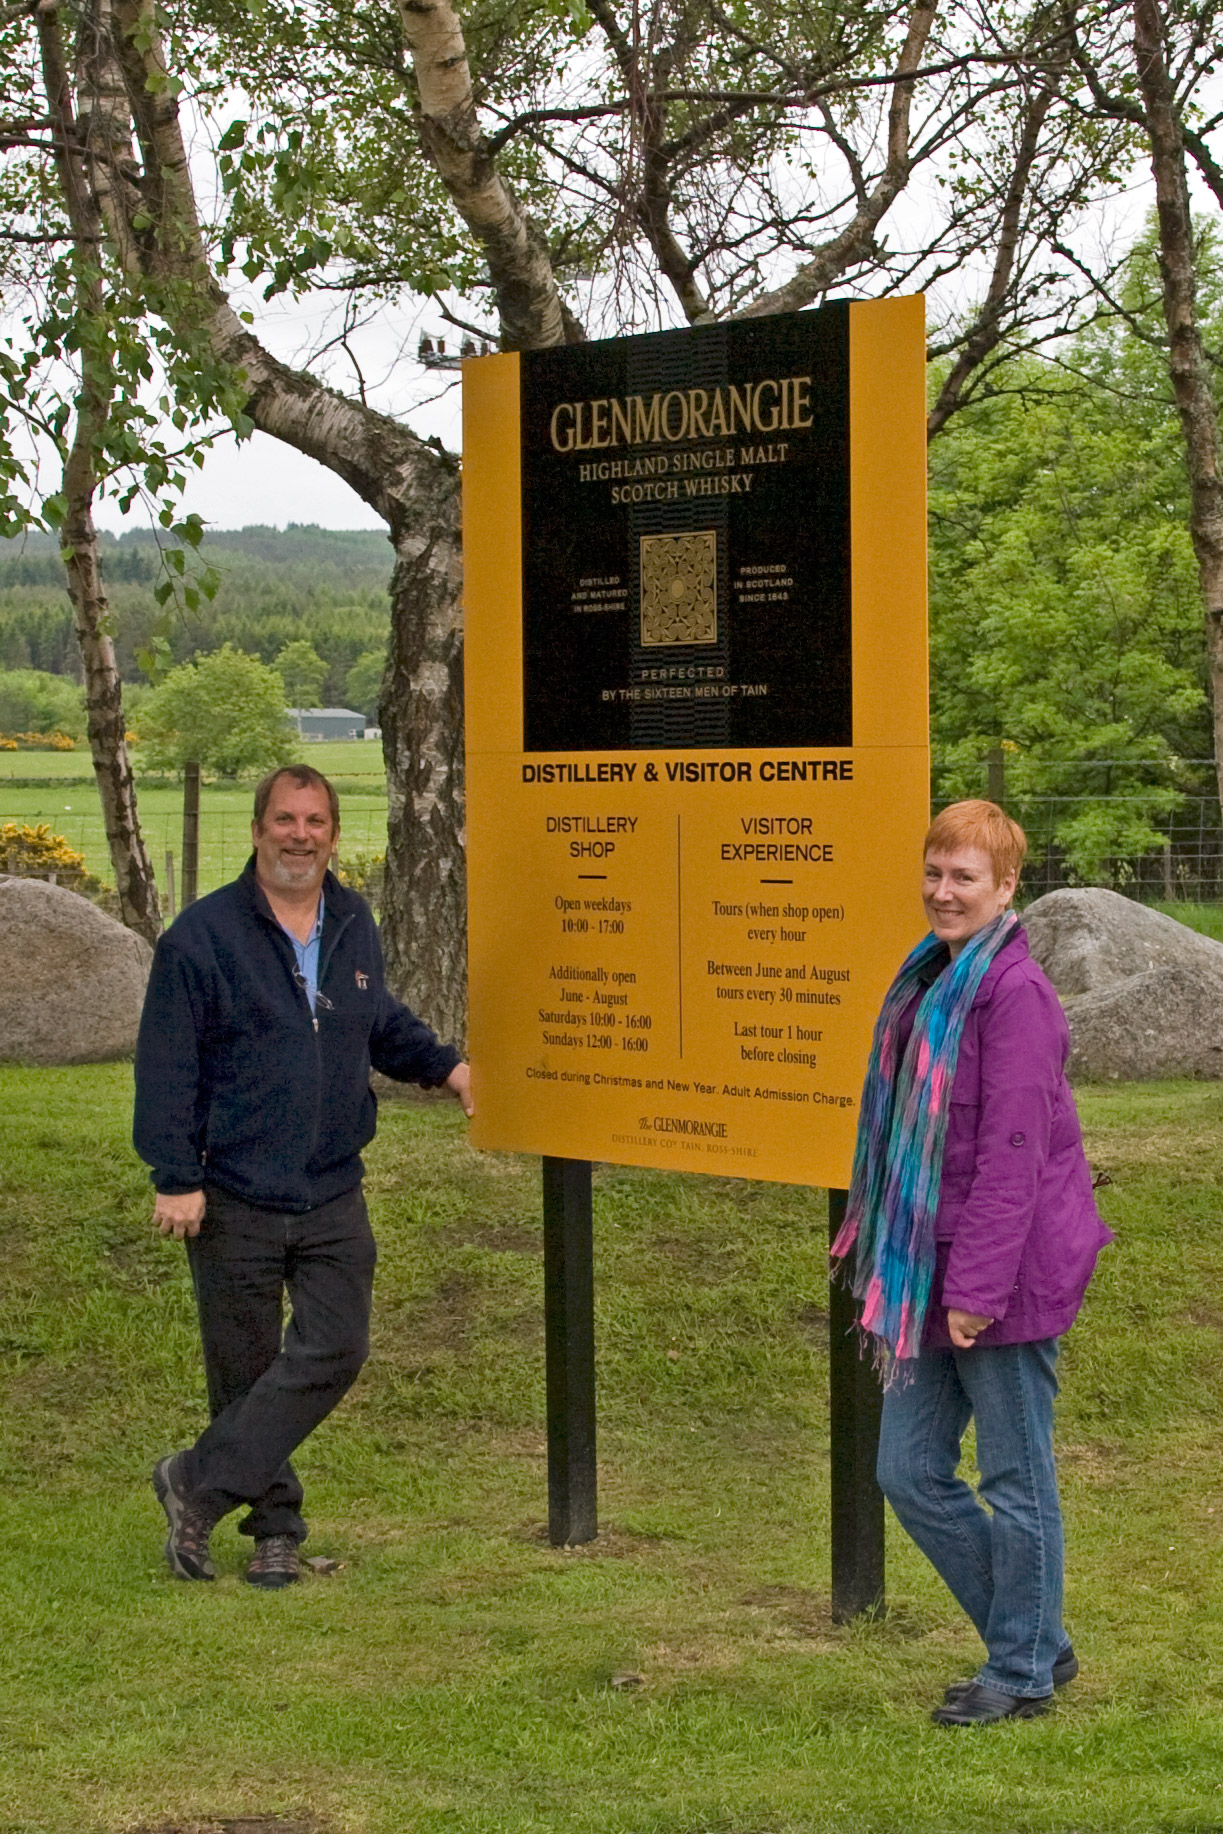 GLENMORANGIE
HIGHLAND SINGLE MALT
SCOTCH WHISKY
DISTILLED
AND MATURED
IN ROSS-SHIRE
PRODUCED
IN SCOTLAND
SINCE 1843
PERFECTED
BY THE SIXTEEN MEN OF TAIN
DISTILLERY & VISITOR CENTRE
DISTILLERY
SHOP
Open weekdays
10:00 - 17:00
Additionally open
June - August
Saturdays 10:00 - 16:00
Sundays 12:00 - 16:00
VISITOR
EXPERIENCE
Tours (when shop open)
every hour
Between June and August
tours every 30 minutes
Last tour 1 hour
before closing
Closed during Christmas and New Year. Adult Admission Charge.
The GLENMORANGIE
DISTILLERY COY TAIN, ROSS-SHIRE